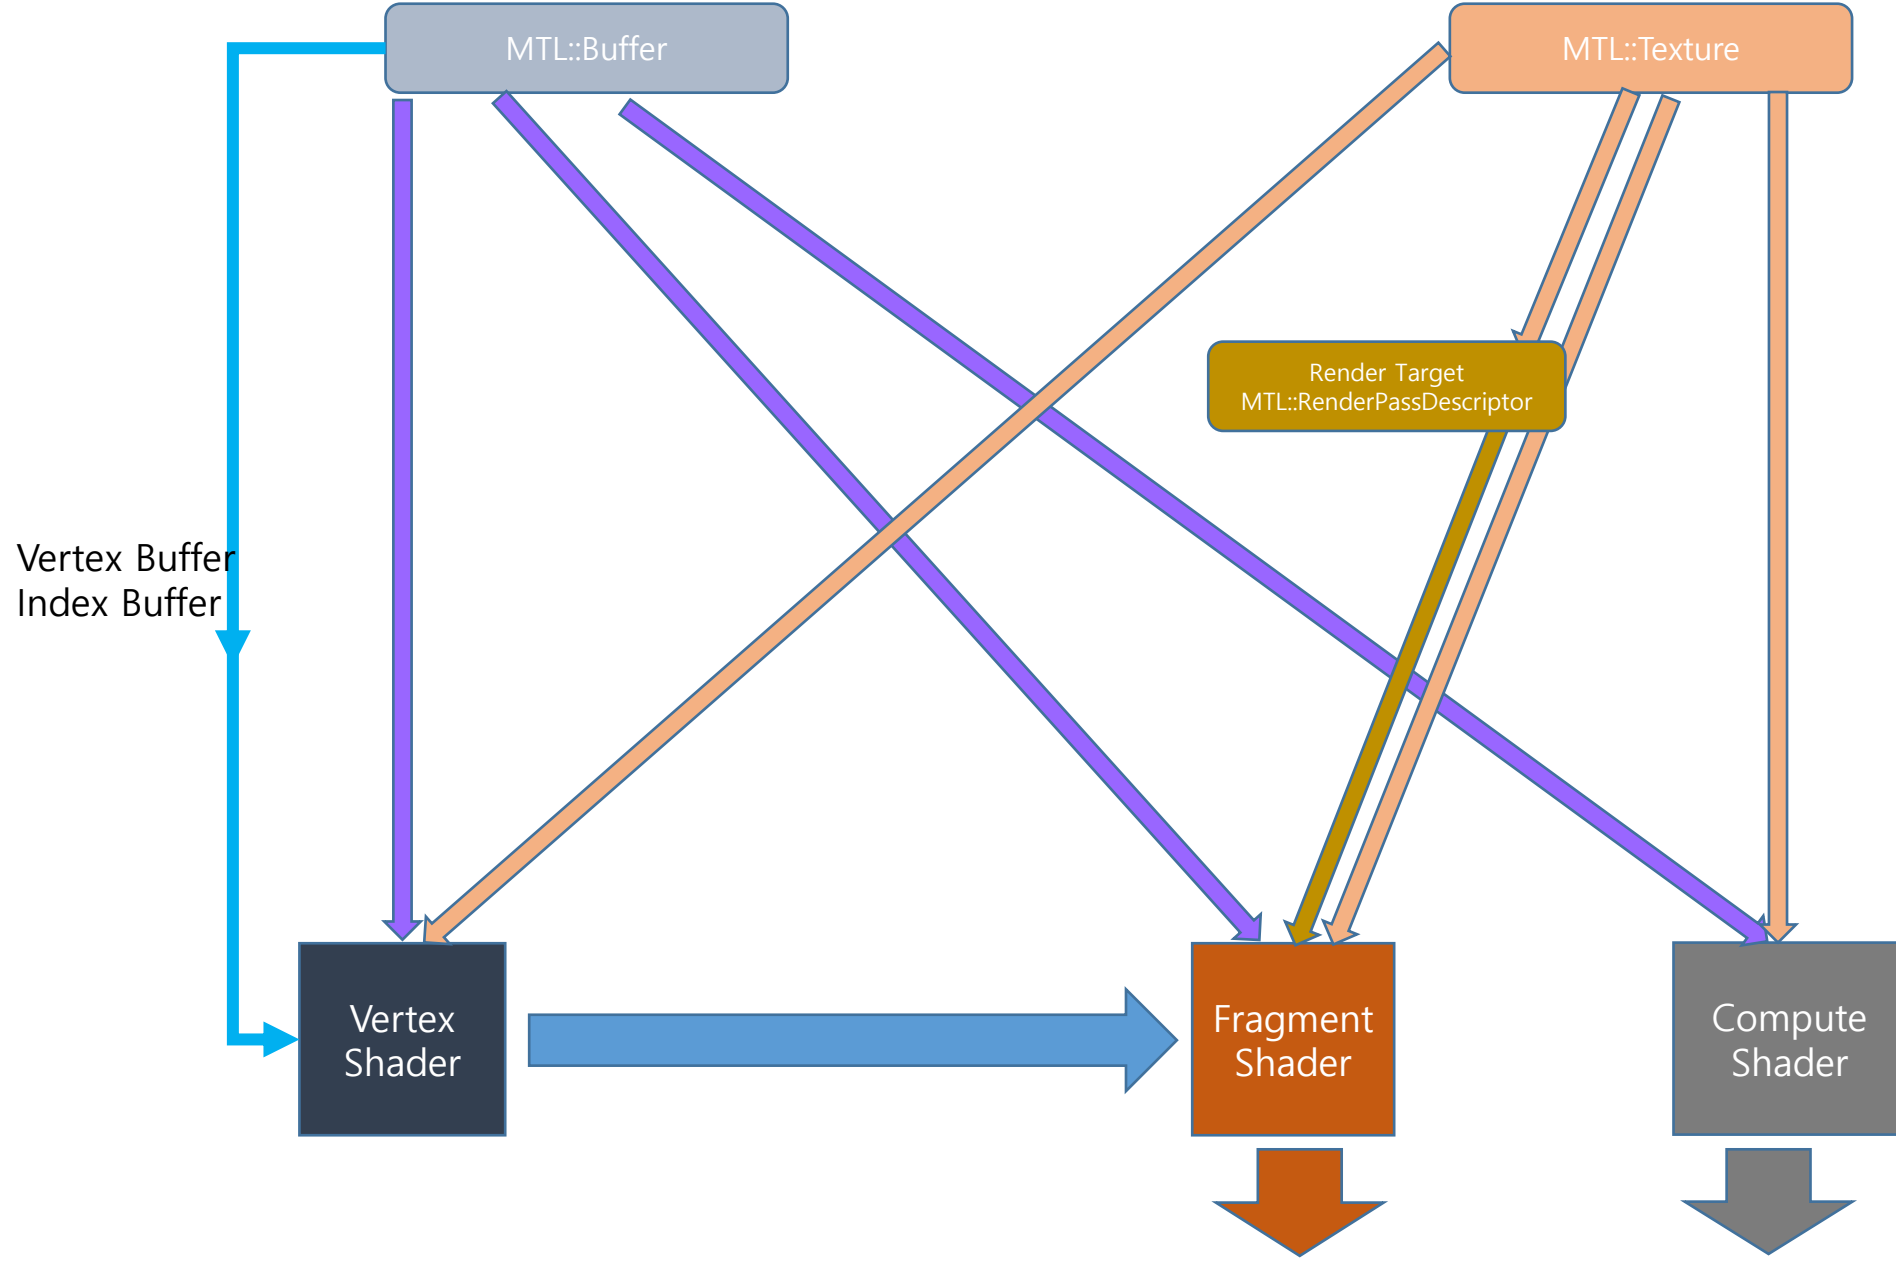 MTL::Buffer
MTL::Texture
Render Target
MTL::RenderPassDescriptor
Vertex Buffer
Index Buffer
Vertex
Shader
Fragment
Shader
Compute
Shader